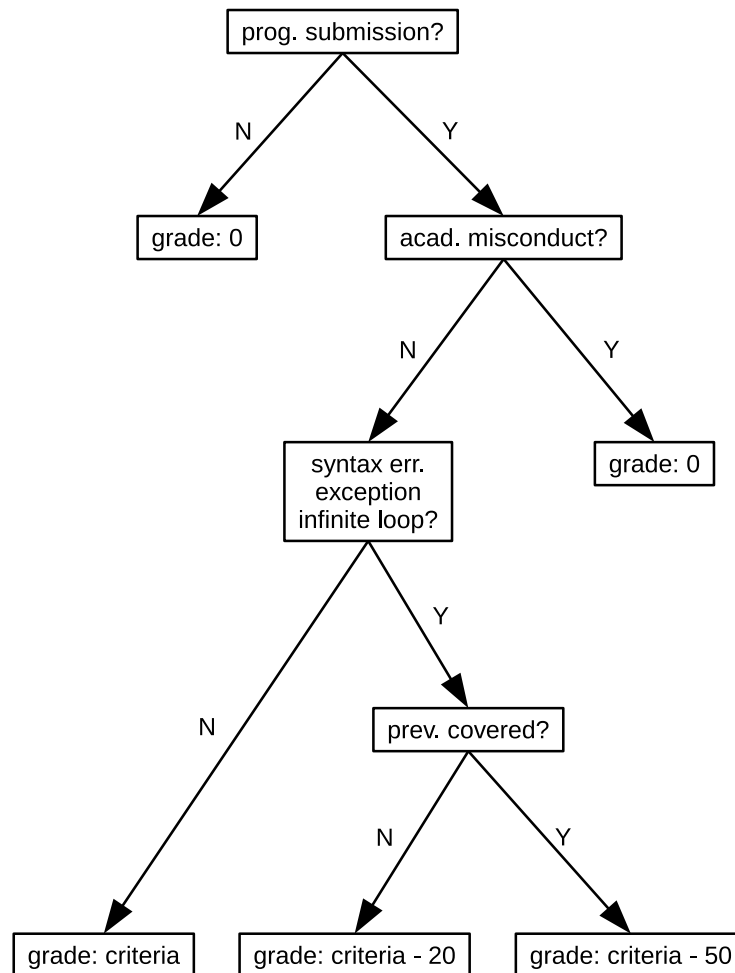 prog. submission?
N
Y
grade: 0
acad. misconduct?
N
Y
syntax err.
exception
infinite loop?
grade: 0
Y
N
prev. covered?
N
Y
grade: criteria
grade: criteria - 20
grade: criteria - 50